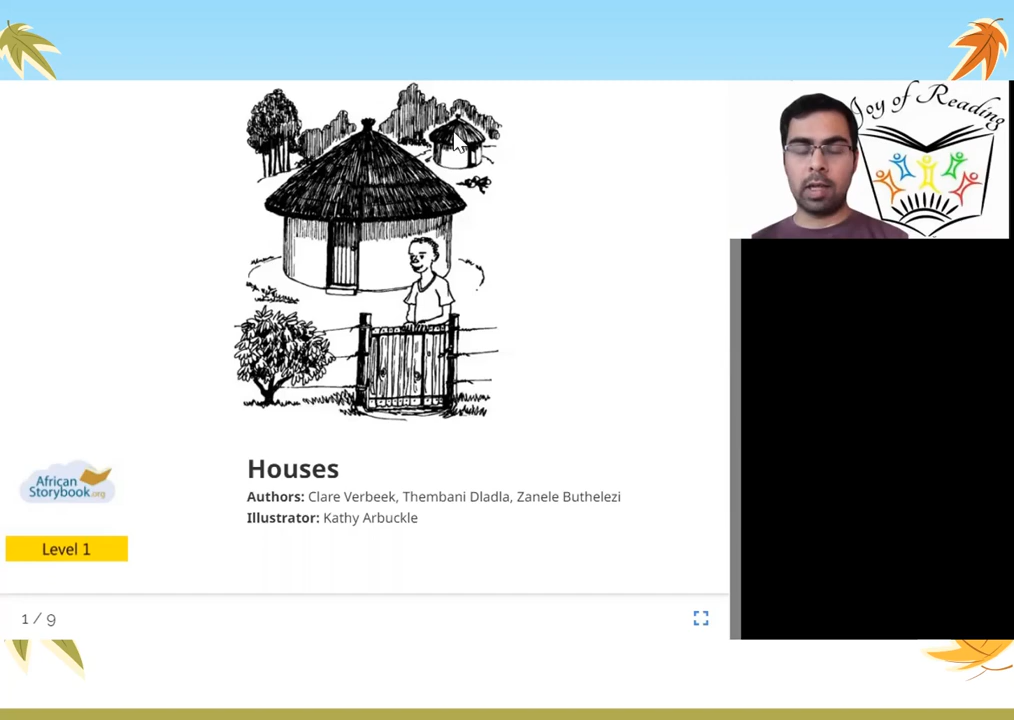 Joy of Reading
Houses
Authors: Clare Verbeek, Thembani Dladla, Zanele Buthelezi
Illustrator: Kathy Arbuckle
African
Storybook.org
Level 1
1 / 9